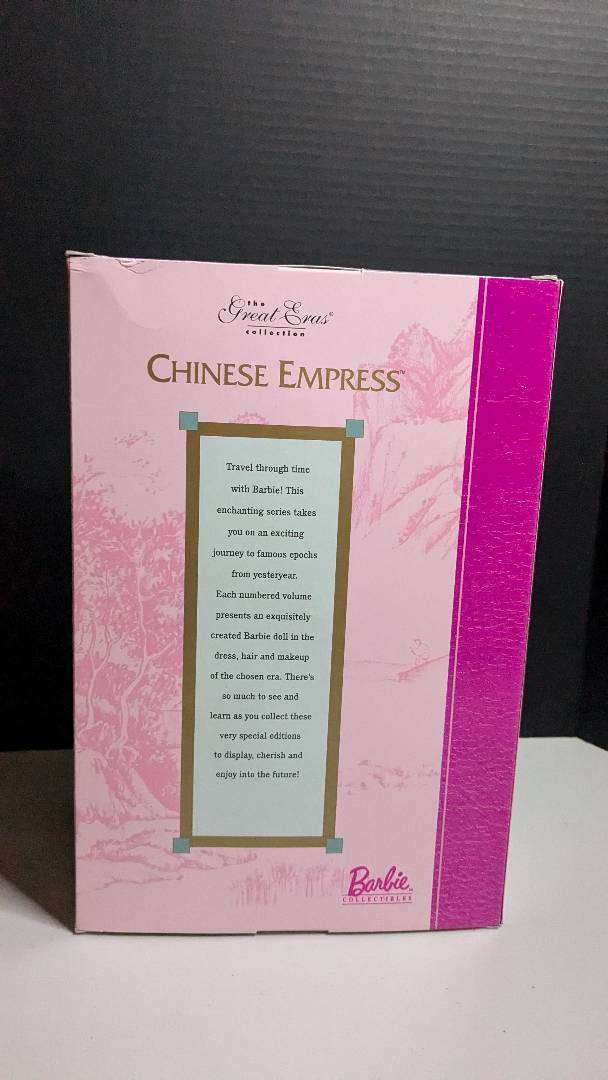 the
Great Eras©
collection
CHINESE EMPRESS™
Travel through time
with Barbie! This
enchanting series takes
you on an exciting
journey to famous epochs
from yesteryear.
Each numbered volume
presents an exquisitely
created Barbie doll in the
dress, hair and makeup
of the chosen era. There's
so much to see and
learn as you collect these
very special editions
to display, cherish and
enjoy into the future!
Barbie™
COLLECTIBLES